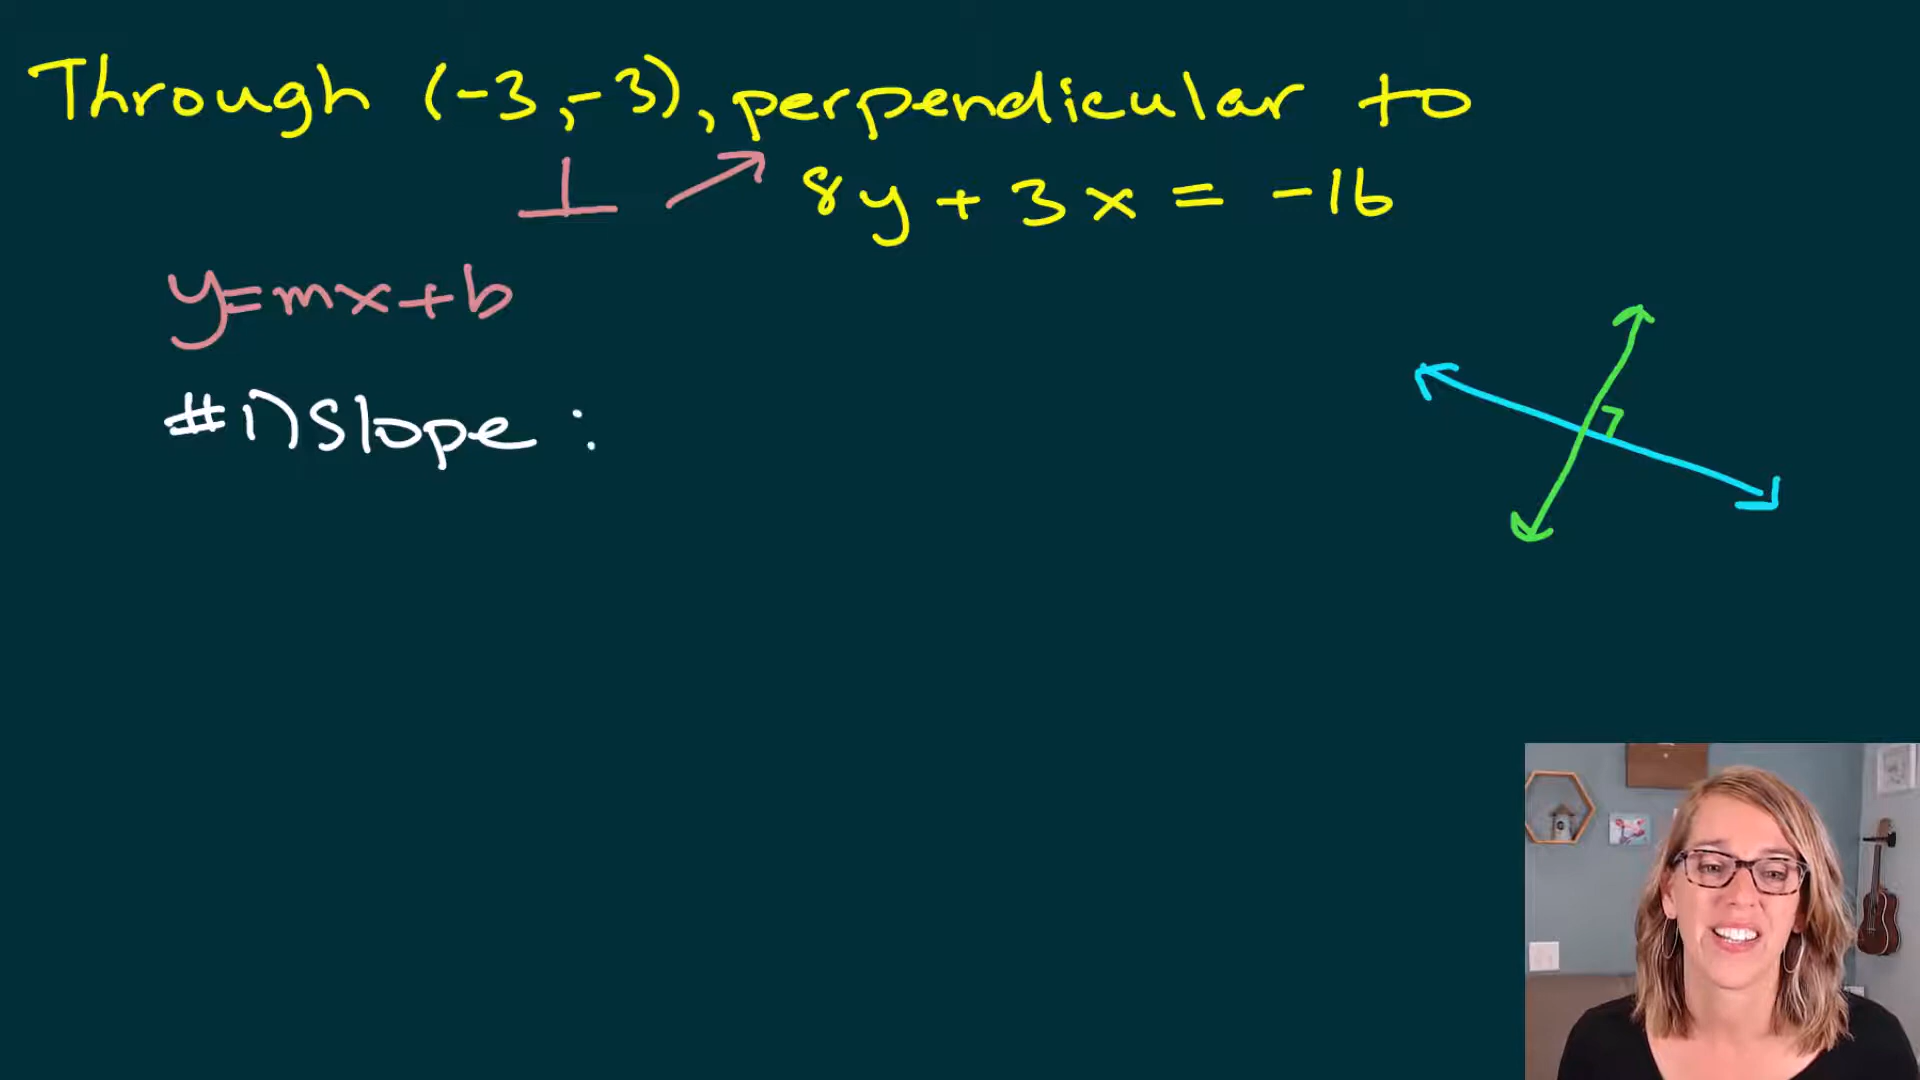 Through (-3,-3), perpendicular to
⊥
8y + 3x = -16
y=mx+b
#1) Slope :